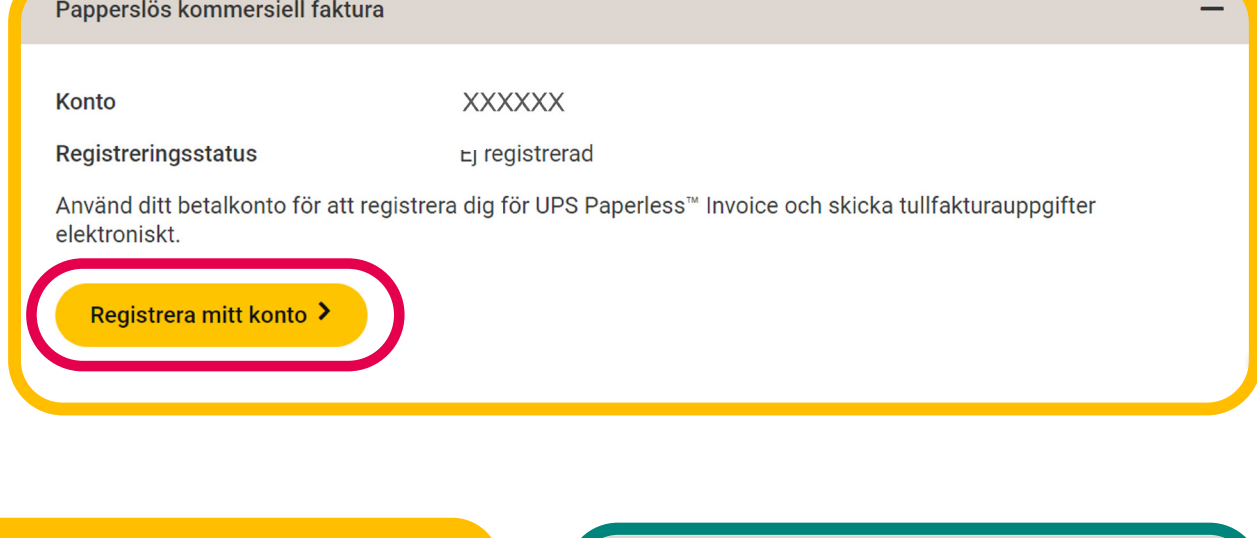 Papperslös kommersiell faktura
Konto XXXXXX
Registreringsstatus Ej registrerad
Använd ditt betalkonto för att registrera dig för UPS Paperless™ Invoice och skicka tullfakturauppgifter
elektroniskt.
Registrera mitt konto